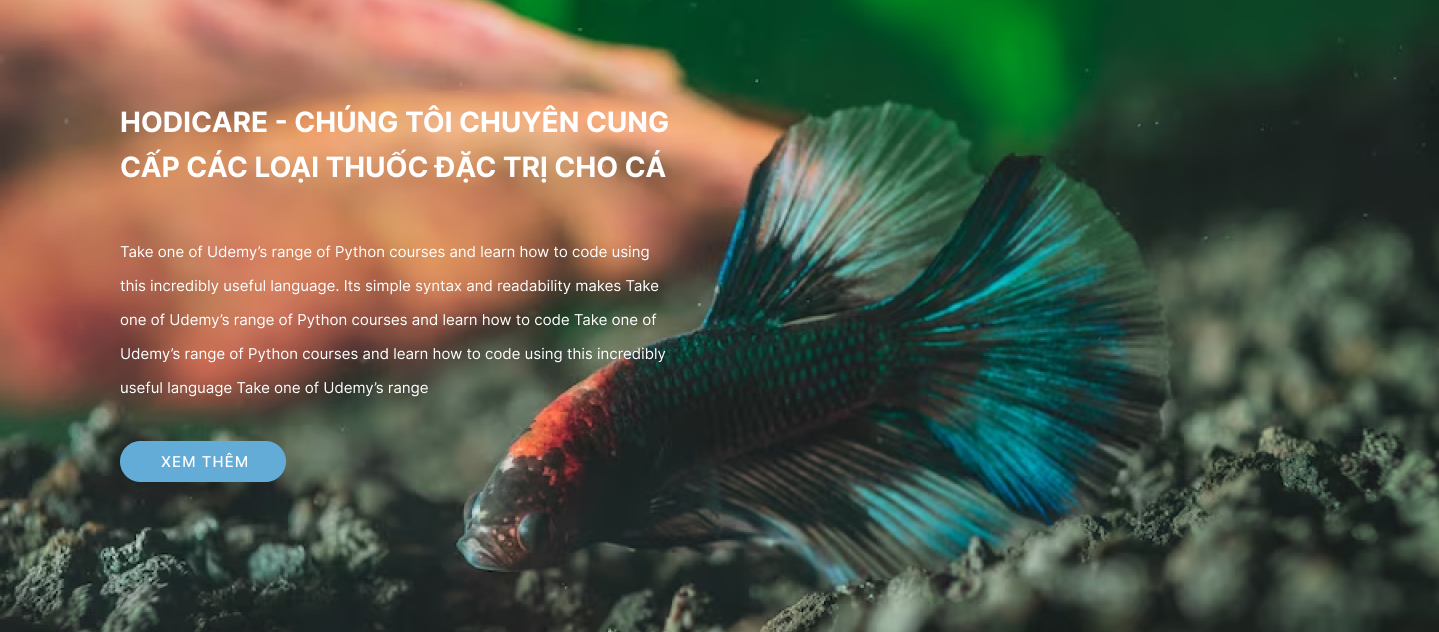 HODICARE - CHÚNG TÔI CHUYÊN CUNG
CẤP CÁC LOẠI THUỐC ĐẶC TRỊ CHO CÁ
Take one of Udemy’s range of Python courses and learn how to code using
this incredibly useful language. Its simple syntax and readability makes Take
one of Udemy’s range of Python courses and learn how to code Take one of
Udemy’s range of Python courses and learn how to code using this incredibly
useful language Take one of Udemy’s range
XEM THÊM